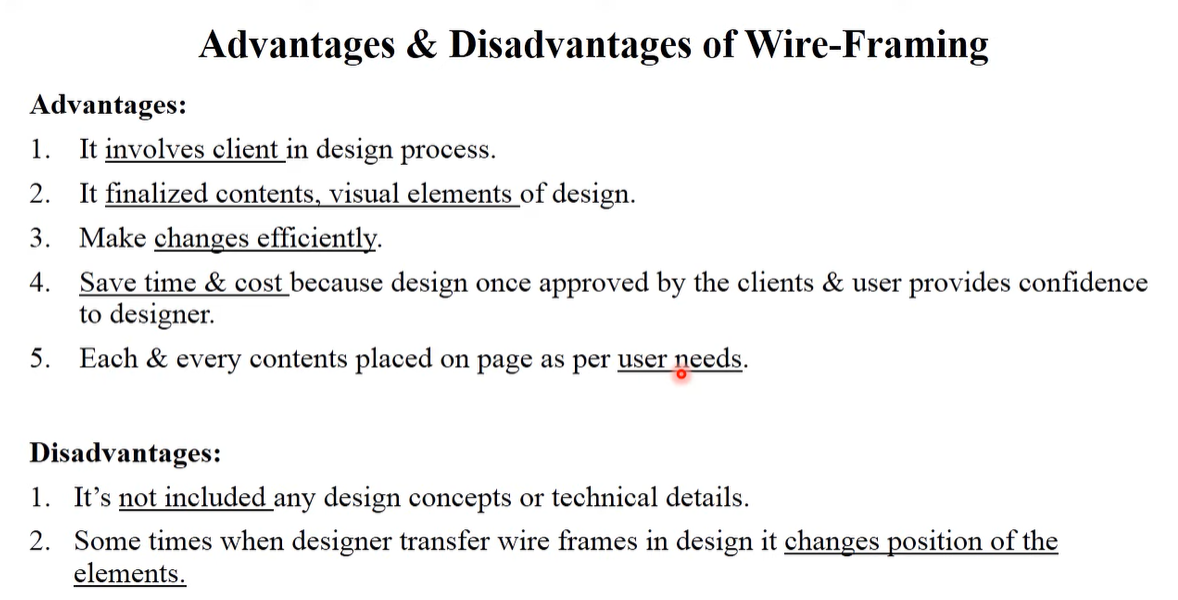 Advantages & Disadvantages of Wire-Framing
Advantages:
1. It involves client in design process.
2. It finalized contents, visual elements of design.
3. Make changes efficiently.
4. Save time & cost because design once approved by the clients & user provides confidence
to designer.
5. Each & every contents placed on page as per user needs.
Disadvantages:
1. It’s not included any design concepts or technical details.
2. Some times when designer transfer wire frames in design it changes position of the
elements.